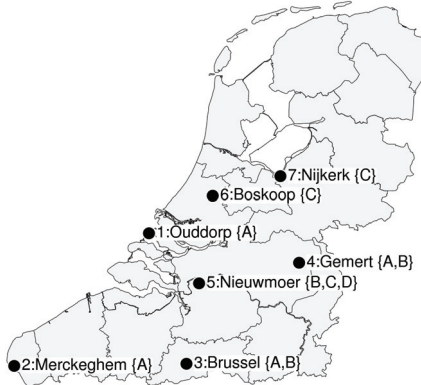 7:Nijkerk {C}
6:Boskoop {C}
1:Ouddorp {A}
4:Gemert {A,B}
5:Nieuwmoer {B,C,D}
2:Merckeghem {A}
3:Brussel {A,B}